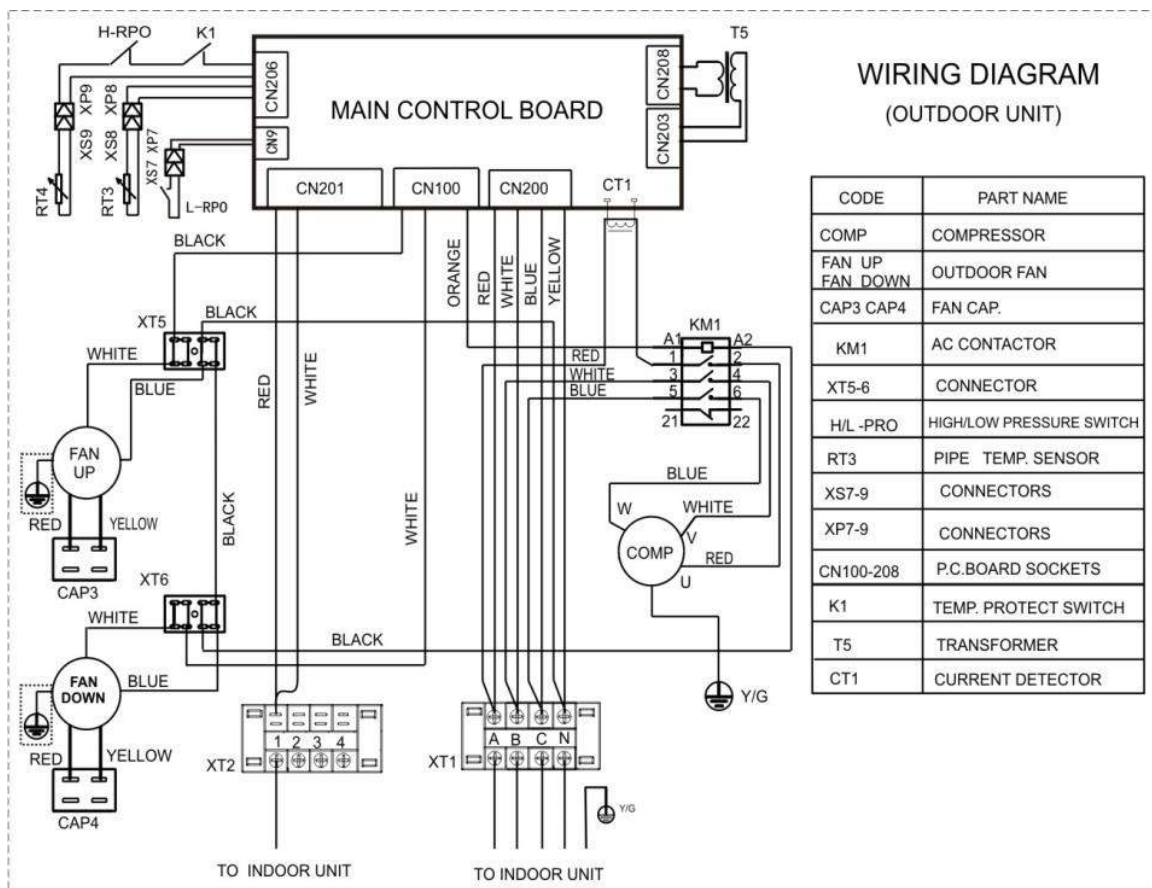 WIRING DIAGRAM
(OUTDOOR UNIT)
H-RPO
K1
T5
CN206
CN208
MAIN CONTROL BOARD
XP9
XP8
XS9
XS8
XS7 XP7
CN9
CN203
RT4
RT3
L-RPO
CN201
CN100
CN200
CT1
BLACK
ORANGE
RED
WHITE
BLUE
YELLOW
XT5
BLACK
WHITE
BLUE
RED
WHITE
KM1
A1
A2
RED
1
2
WHITE
3
4
BLUE
5
6
21
22
FAN
UP
RED
YELLOW
CAP3
BLACK
WHITE
BLUE
W
WHITE
V
COMP
RED
U
XT6
WHITE
BLACK
FAN
DOWN
BLUE
RED
YELLOW
CAP4
Y/G
XT2
1 2 3 4
XT1
A B C N
Y/G
TO INDOOR UNIT
TO INDOOR UNIT
CODE PART NAME
COMP COMPRESSOR
FAN UP
FAN DOWN
OUTDOOR FAN
CAP3 CAP4 FAN CAP.
KM1 AC CONTACTOR
XT5-6 CONNECTOR
H/L -PRO HIGH/LOW PRESSURE SWITCH
RT3 PIPE TEMP. SENSOR
XS7-9 CONNECTORS
XP7-9 CONNECTORS
CN100-208 P.C.BOARD SOCKETS
K1 TEMP. PROTECT SWITCH
T5 TRANSFORMER
CT1 CURRENT DETECTOR